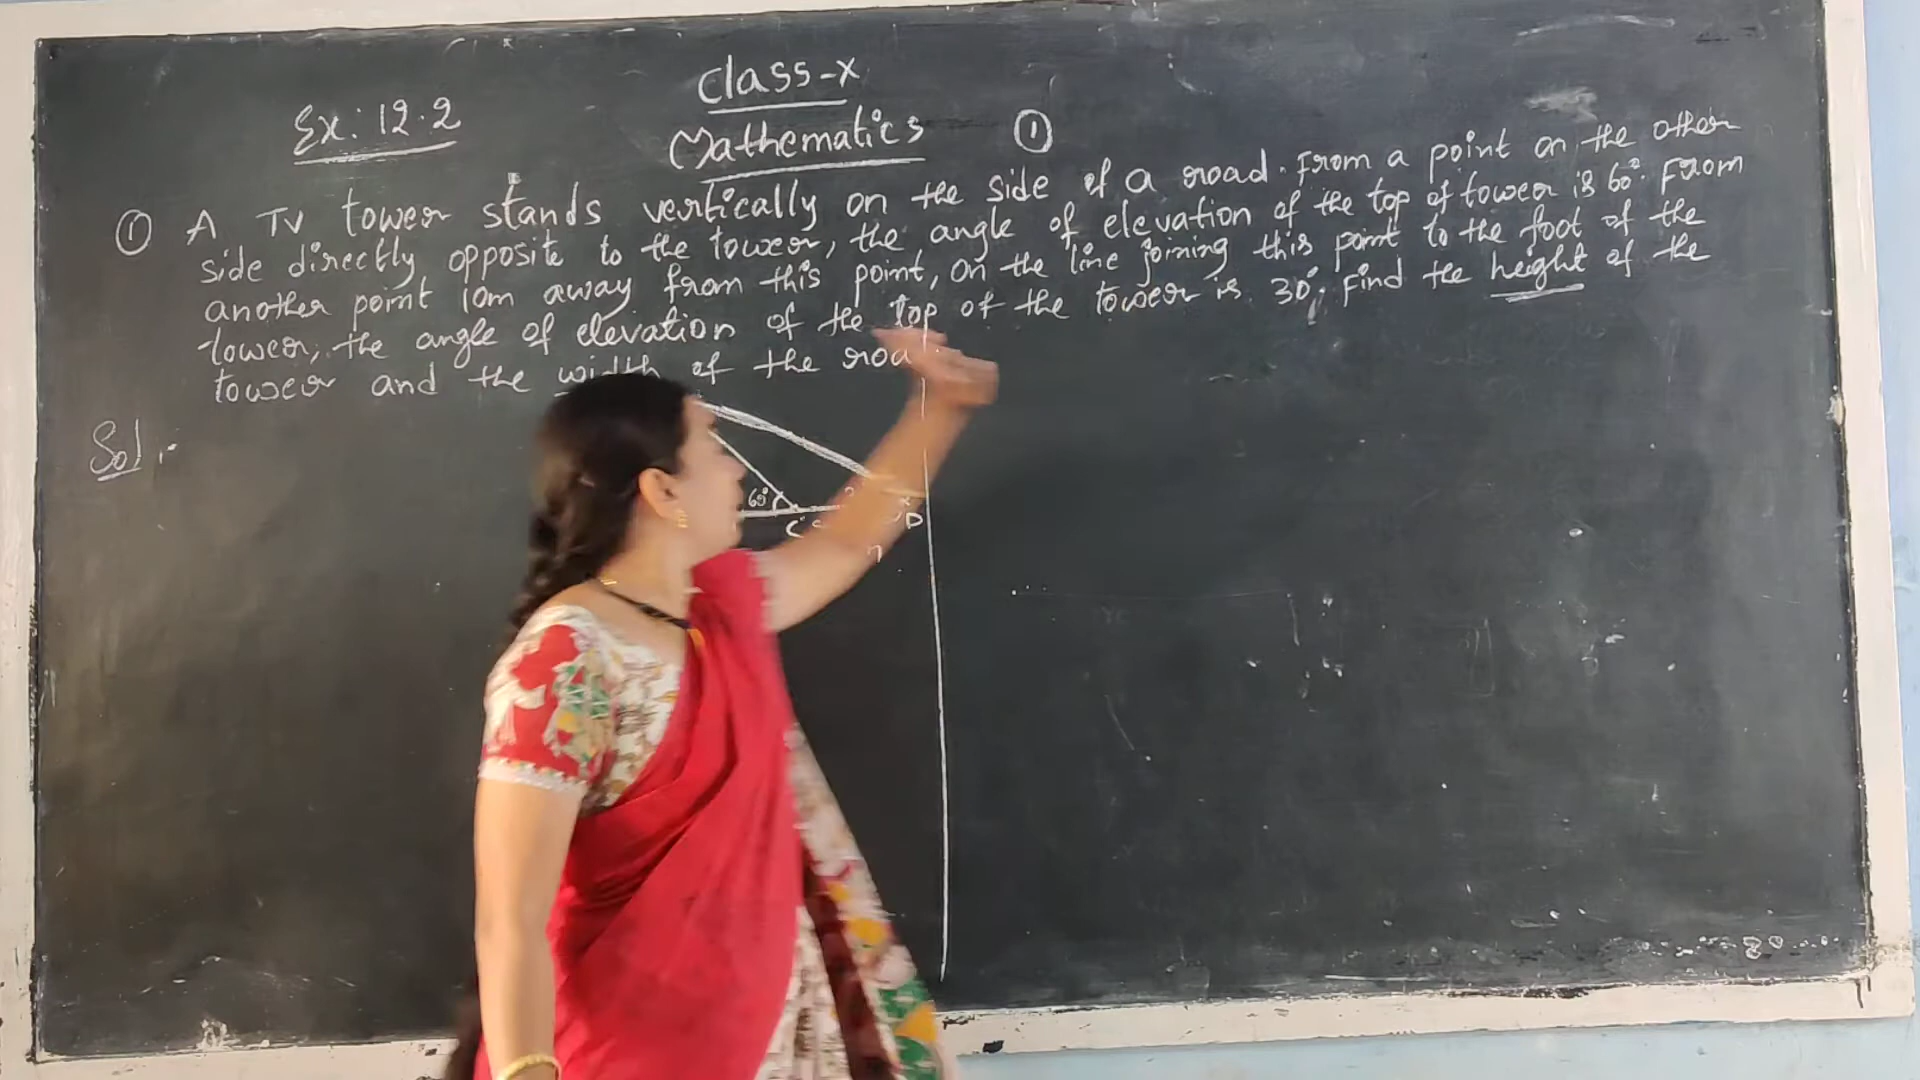 Class-X
Ex: 12.2
Mathematics
①
① A TV tower stands vertically on the side of a road. From a point on the other
side directly opposite to the tower, the angle of elevation of the top of tower is 60°. From
another point 10m away from this point, on the line joining this point to the foot of the
tower, the angle of elevation of the top of the tower is 30°. Find the height of the
tower and the width of the
Sol:-
60°
C
D